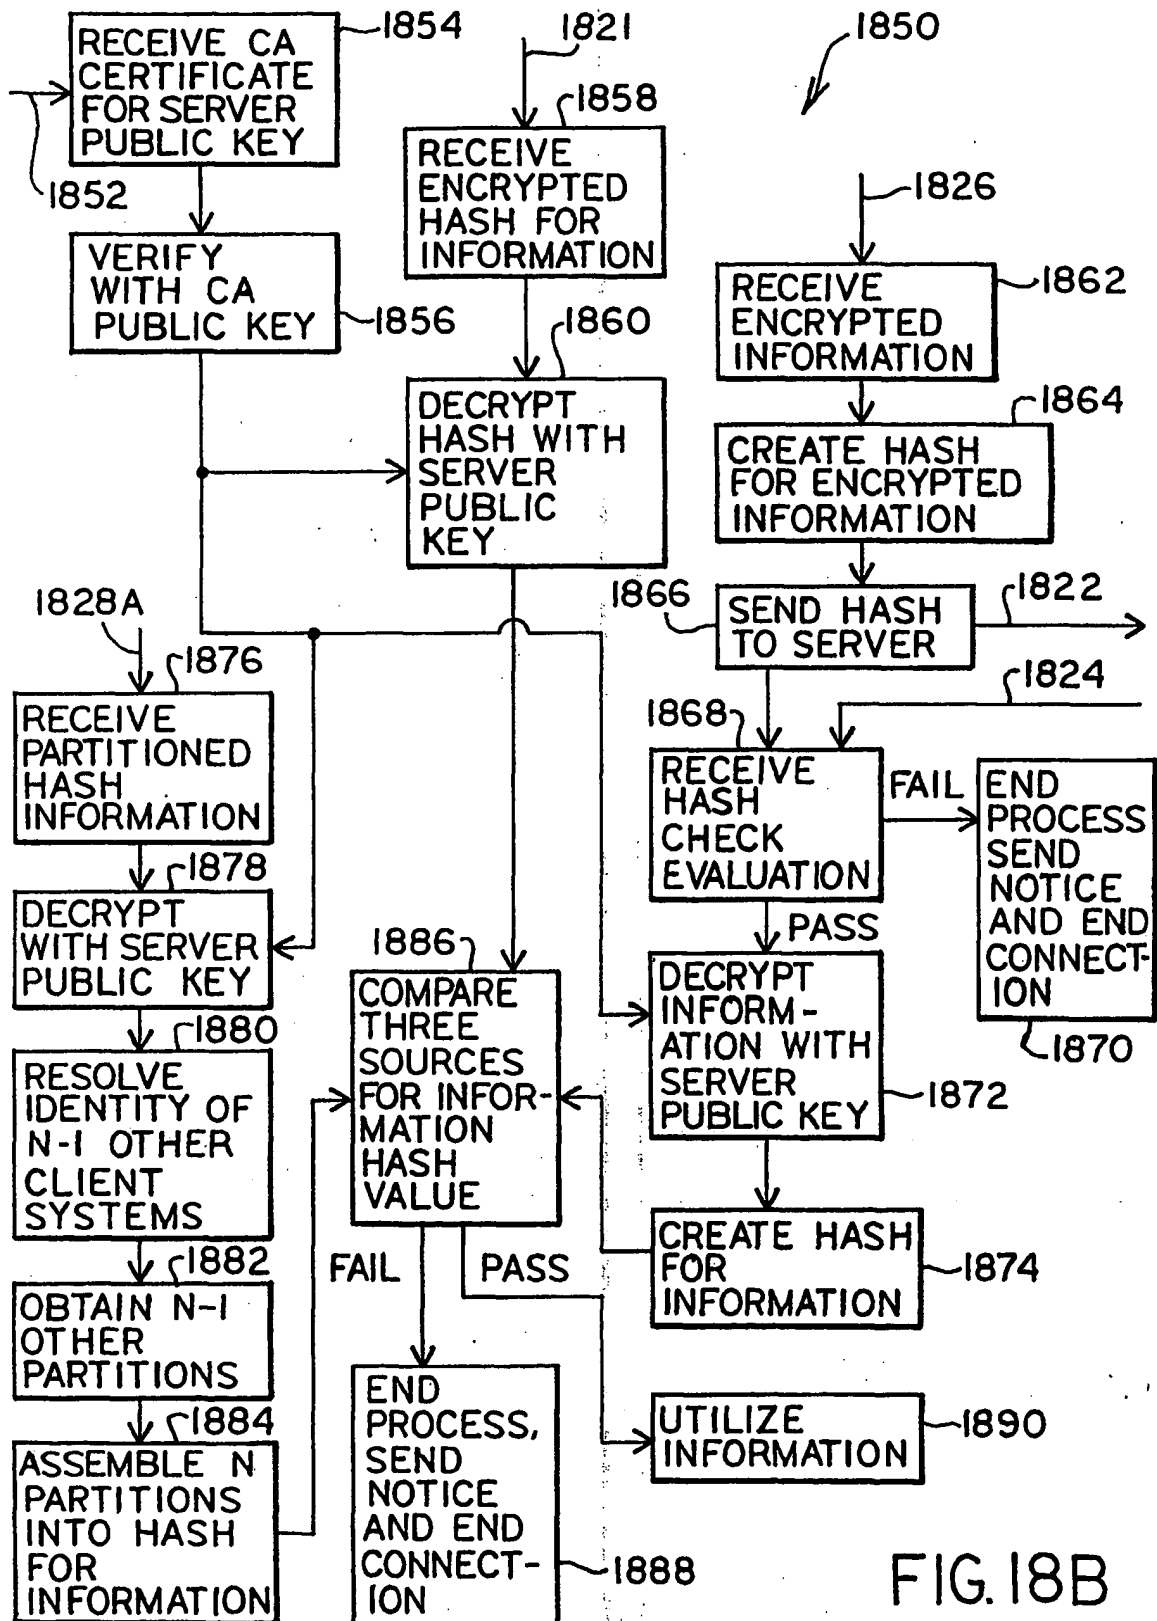 1854
RECEIVE CA
CERTIFICATE
FOR SERVER
PUBLIC KEY
1852
VERIFY
WITH CA
PUBLIC KEY
1856
1821
1858
RECEIVE
ENCRYPTED
HASH FOR
INFORMATION
1860
DECRYPT
HASH WITH
SERVER
PUBLIC
KEY
1850
1826
1862
RECEIVE
ENCRYPTED
INFORMATION
1864
CREATE HASH
FOR ENCRYPTED
INFORMATION
1866
SEND HASH
TO SERVER
1822
1824
1868
RECEIVE
HASH
CHECK
EVALUATION
FAIL
END
PROCESS
SEND
NOTICE
AND END
CONNECT-
ION
1870
PASS
DECRYPT
INFORM-
ATION WITH
SERVER
PUBLIC KEY
1872
CREATE HASH
FOR
INFORMATION
1874
1828A
1876
RECEIVE
PARTITIONED
HASH
INFORMATION
1878
DECRYPT
WITH SERVER
PUBLIC KEY
1880
RESOLVE
IDENTITY OF
N-1 OTHER
CLIENT
SYSTEMS
1882
OBTAIN N-1
OTHER
PARTITIONS
1884
ASSEMBLE N
PARTITIONS
INTO HASH
FOR
INFORMATION
1886
COMPARE
THREE
SOURCES
FOR INFOR-
MATION
HASH
VALUE
FAIL
PASS
END
PROCESS,
SEND
NOTICE
AND END
CONNECT-
ION
1888
UTILIZE
INFORMATION
1890
FIG. 18B